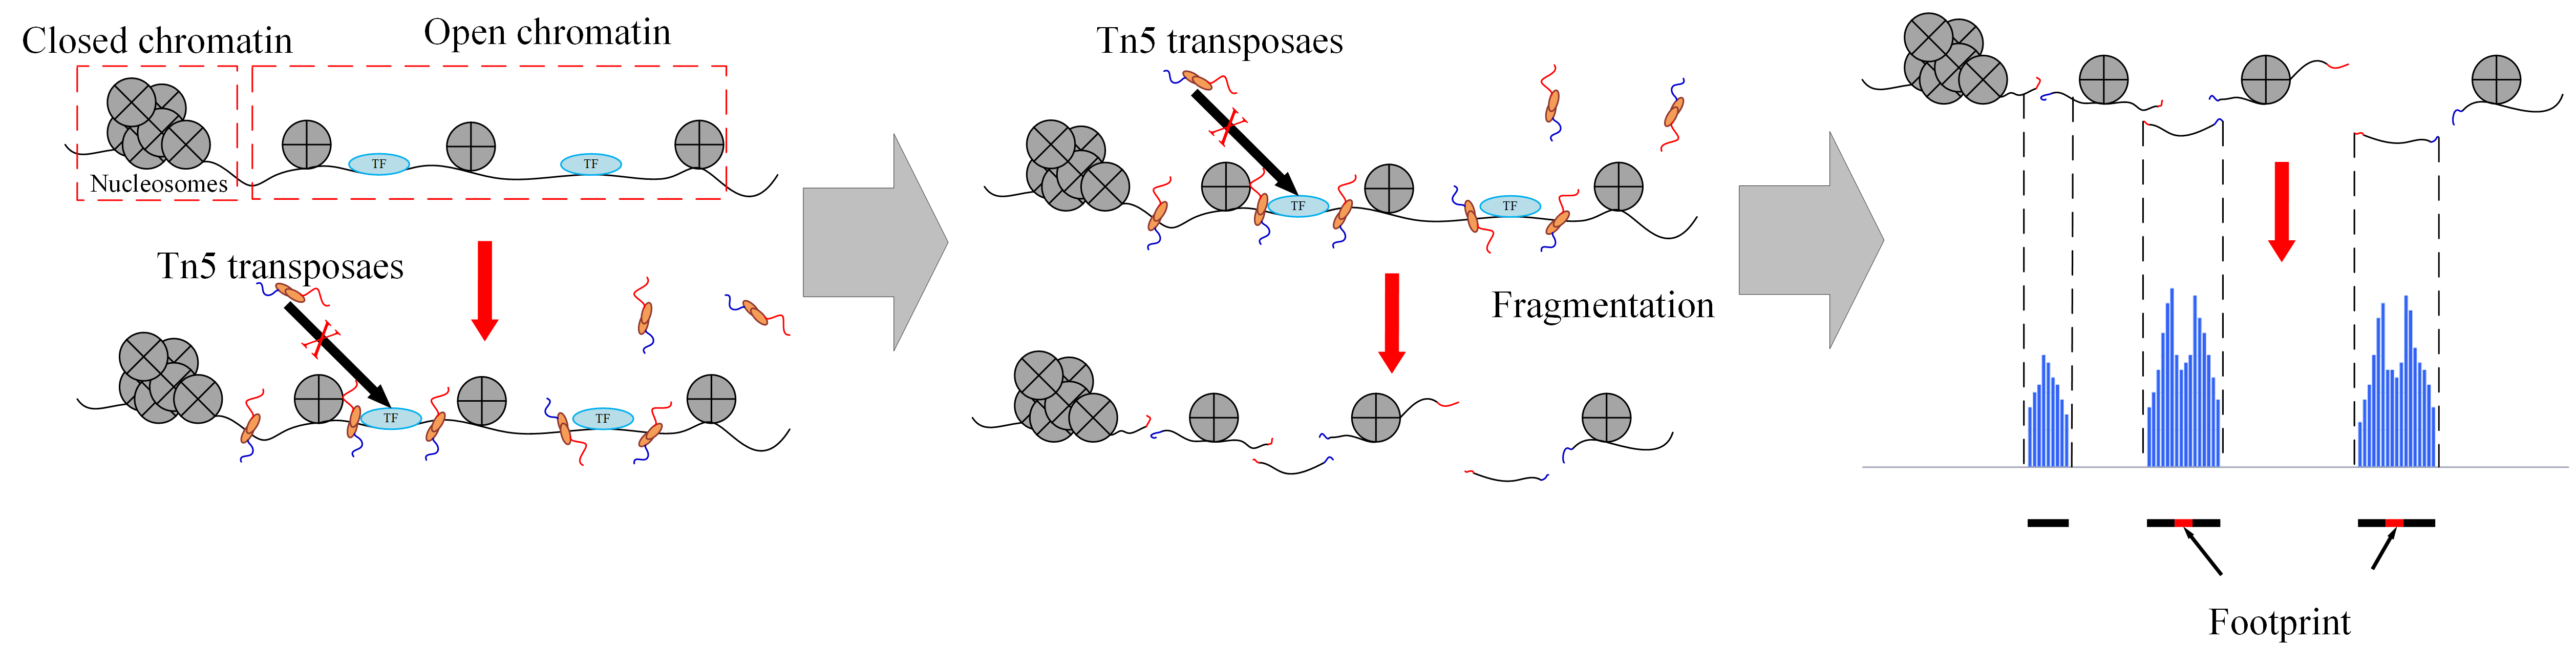 Closed chromatin
Open chromatin
TF
TF
Nucleosomes
Tn5 transposaes
TF
TF
Tn5 transposaes
TF
TF
Fragmentation
Footprint